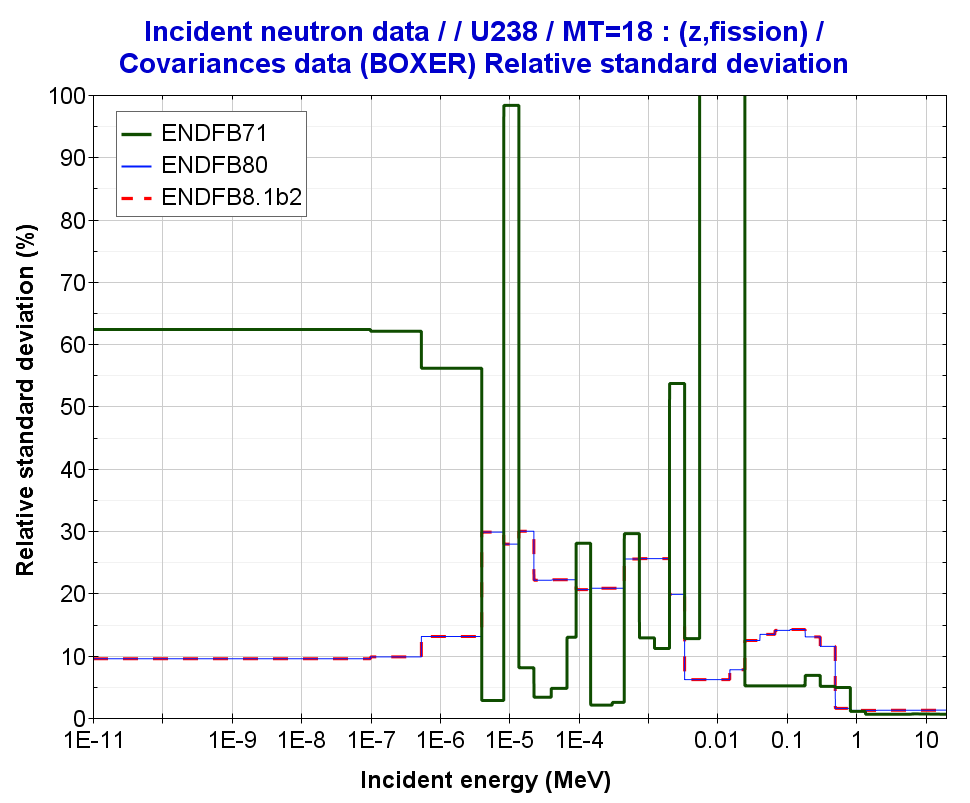 Incident neutron data / / U238 / MT=18 : (z,fission) /
Covariances data (BOXER) Relative standard deviation
100
90
80
70
60
50
40
30
20
10
0
ENDFB71
ENDFB80
ENDFB8.1b2
Relative standard deviation (%)
1E-11 1E-9 1E-8 1E-7 1E-6 1E-5 1E-4 0.01 0.1 1 10
Incident energy (MeV)